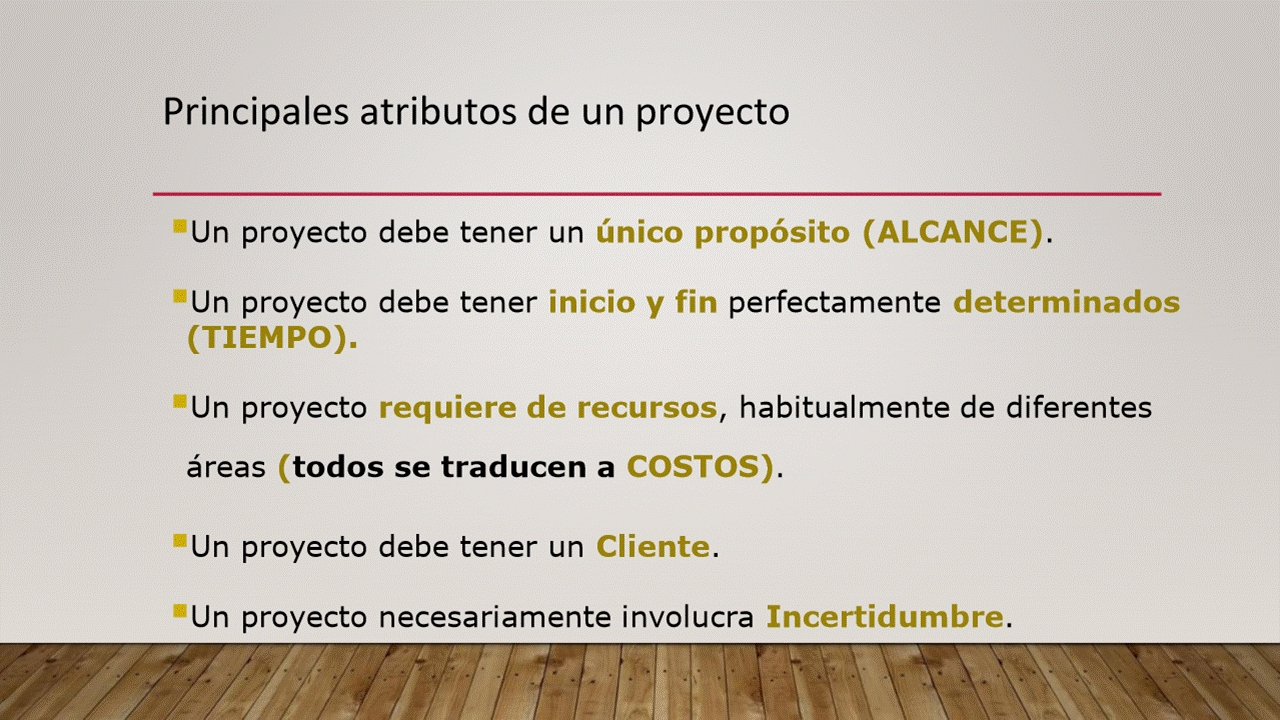 Principales atributos de un proyecto
Un proyecto debe tener un único propósito (ALCANCE).
Un proyecto debe tener inicio y fin perfectamente determinados
(TIEMPO).
Un proyecto requiere de recursos, habitualmente de diferentes
áreas (todos se traducen a COSTOS).
Un proyecto debe tener un Cliente.
Un proyecto necesariamente involucra Incertidumbre.